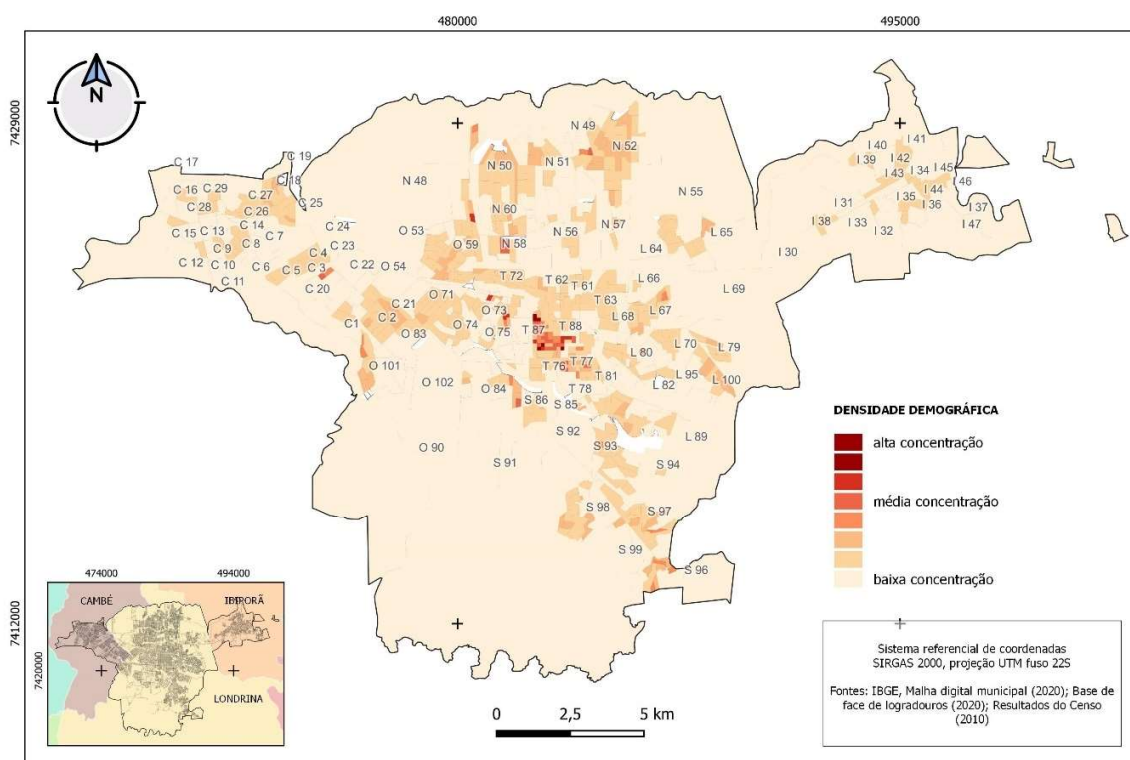 480000
495000
7429000
7412000
N
N 49
N 52
N 51
N 50
N 48
N 55
N 60
N 57
N 56
N 58
C 17
C 19
C 18
C 16
C 29
C 27
C 25
C 28
C 26
C 15
C 13
C 14
C 7
C 24
C 9
C 8
C 23
C 4
C 12
C 10
C 6
C 5
C 3
C 22
C 11
C 20
C 21
C1
C 2
O 53
O 59
O 54
O 71
O 73
O 74
O 75
O 83
O 101
O 102
O 84
O 90
T 72
T 62
T 61
T 63
T 87
T 88
T 76
T 77
T 81
T 78
L 64
L 65
L 66
L 69
L 67
L 68
L 70
L 79
L 80
L 95
L 82
L 100
L 89
S 86
S 85
S 92
S 93
S 94
S 91
S 98
S 97
S 99
S 96
I 41
I 40
I 42
I 39
I 34
I 45
I 43
I 46
I 44
I 35
I 36
I 31
I 37
I 38
I 33
I 32
I 47
I 30
DENSIDADE DEMOGRÁFICA
alta concentração
média concentração
baixa concentração
474000
494000
7420000
CAMBÉ
LONDRINA
0 2,5 5 km
Sistema referencial de coordenadas
SIRGAS 2000, projeção UTM fuso 22S
Fontes: IBGE, Malha digital municipal (2020); Base de
face de logradouros (2020); Resultados do Censo
(2010)